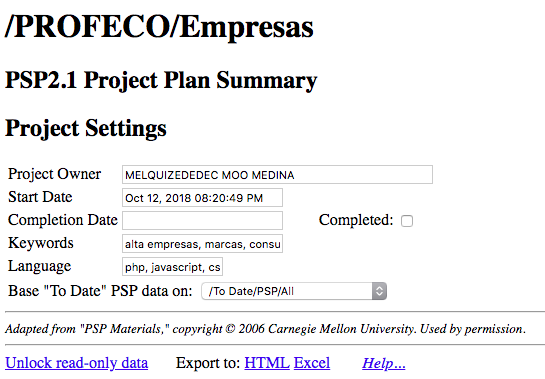 /PROFECO/Empresas
PSP2.1 Project Plan Summary
Project Settings
Project Owner MELQUIZEDEDEC MOO MEDINA
Start Date Oct 12, 2018 08:20:49 PM
Completion Date Completed:
Keywords alta empresas, marcas, consu
Language php, javascript, cs
Base "To Date" PSP data on: /To Date/PSP/All
Adapted from "PSP Materials," copyright © 2006 Carnegie Mellon University. Used by permission.
Unlock read-only data Export to: HTML Excel Help...